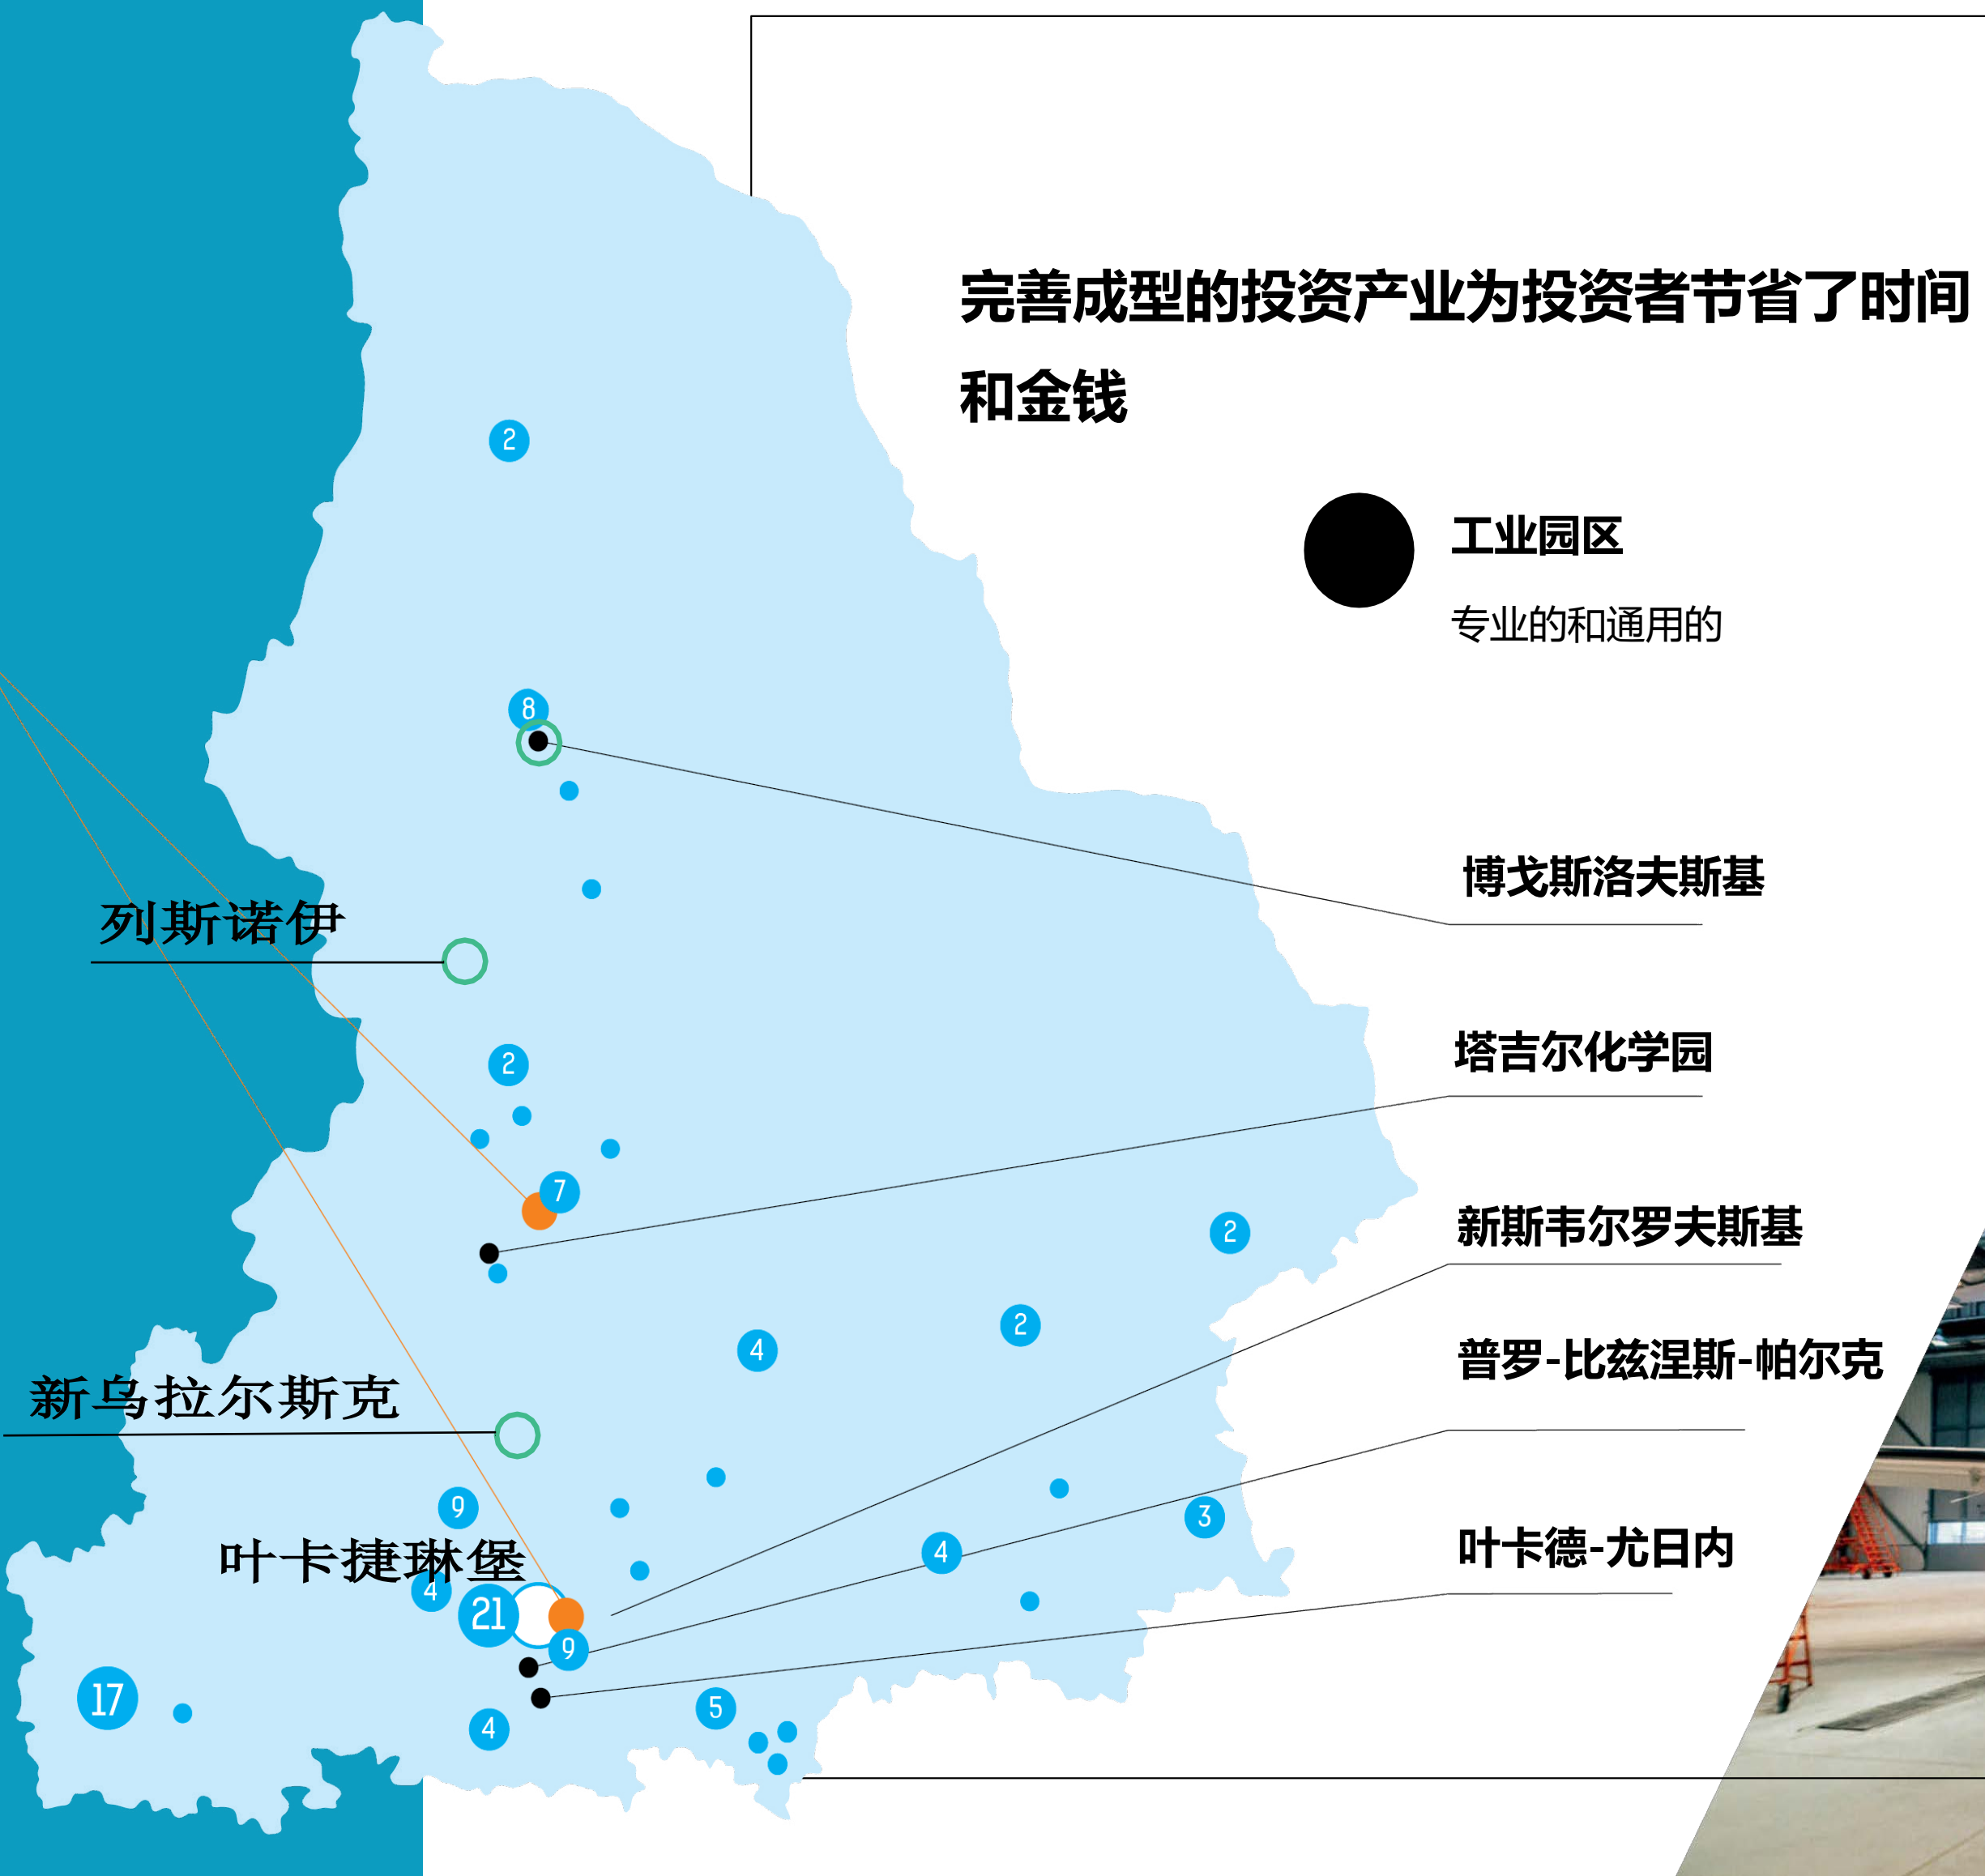 完善成型的投资产业为投资者节省了时间
和金钱
工业园区
专业的和通用的
2
8
博戈斯洛夫斯基
列斯诺伊
2
塔吉尔化学园
7
2
新斯韦尔罗夫斯基
2
4
普罗-比兹涅斯-帕尔克
新乌拉尔斯克
9
3
叶卡捷琳堡
4
叶卡德-尤日内
4
21
9
17
5
4